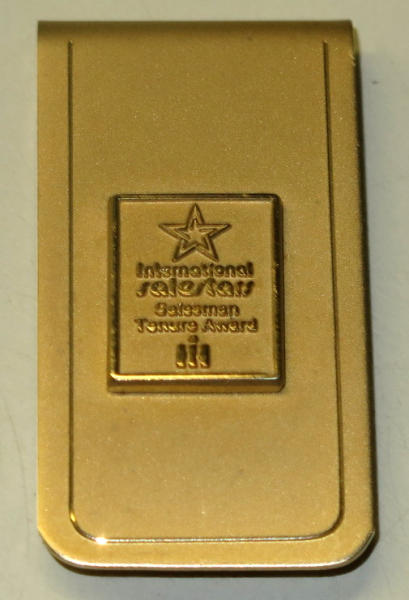 International
salestars
Salesman
Tenure Award